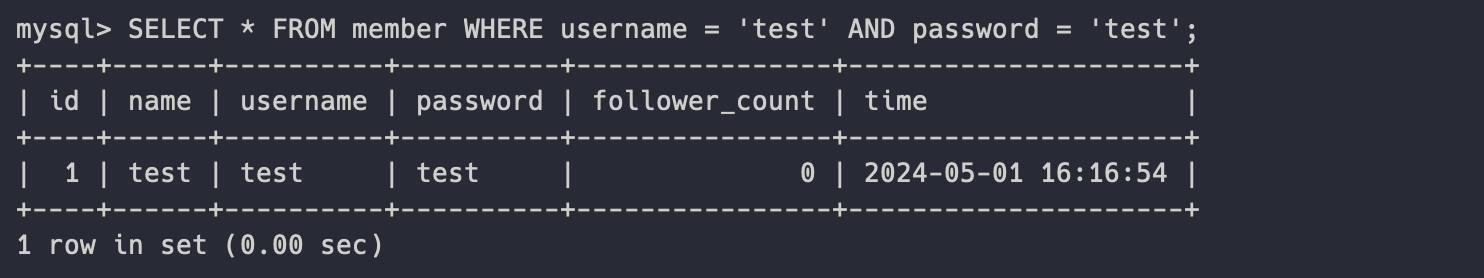 mysql> SELECT * FROM member WHERE username = 'test' AND password = 'test';
+----+------+----------+----------+----------------+---------------------+
| id | name | username | password | follower_count | time                |
+----+------+----------+----------+----------------+---------------------+
|  1 | test | test     | test     |              0 | 2024-05-01 16:16:54 |
+----+------+----------+----------+----------------+---------------------+
1 row in set (0.00 sec)